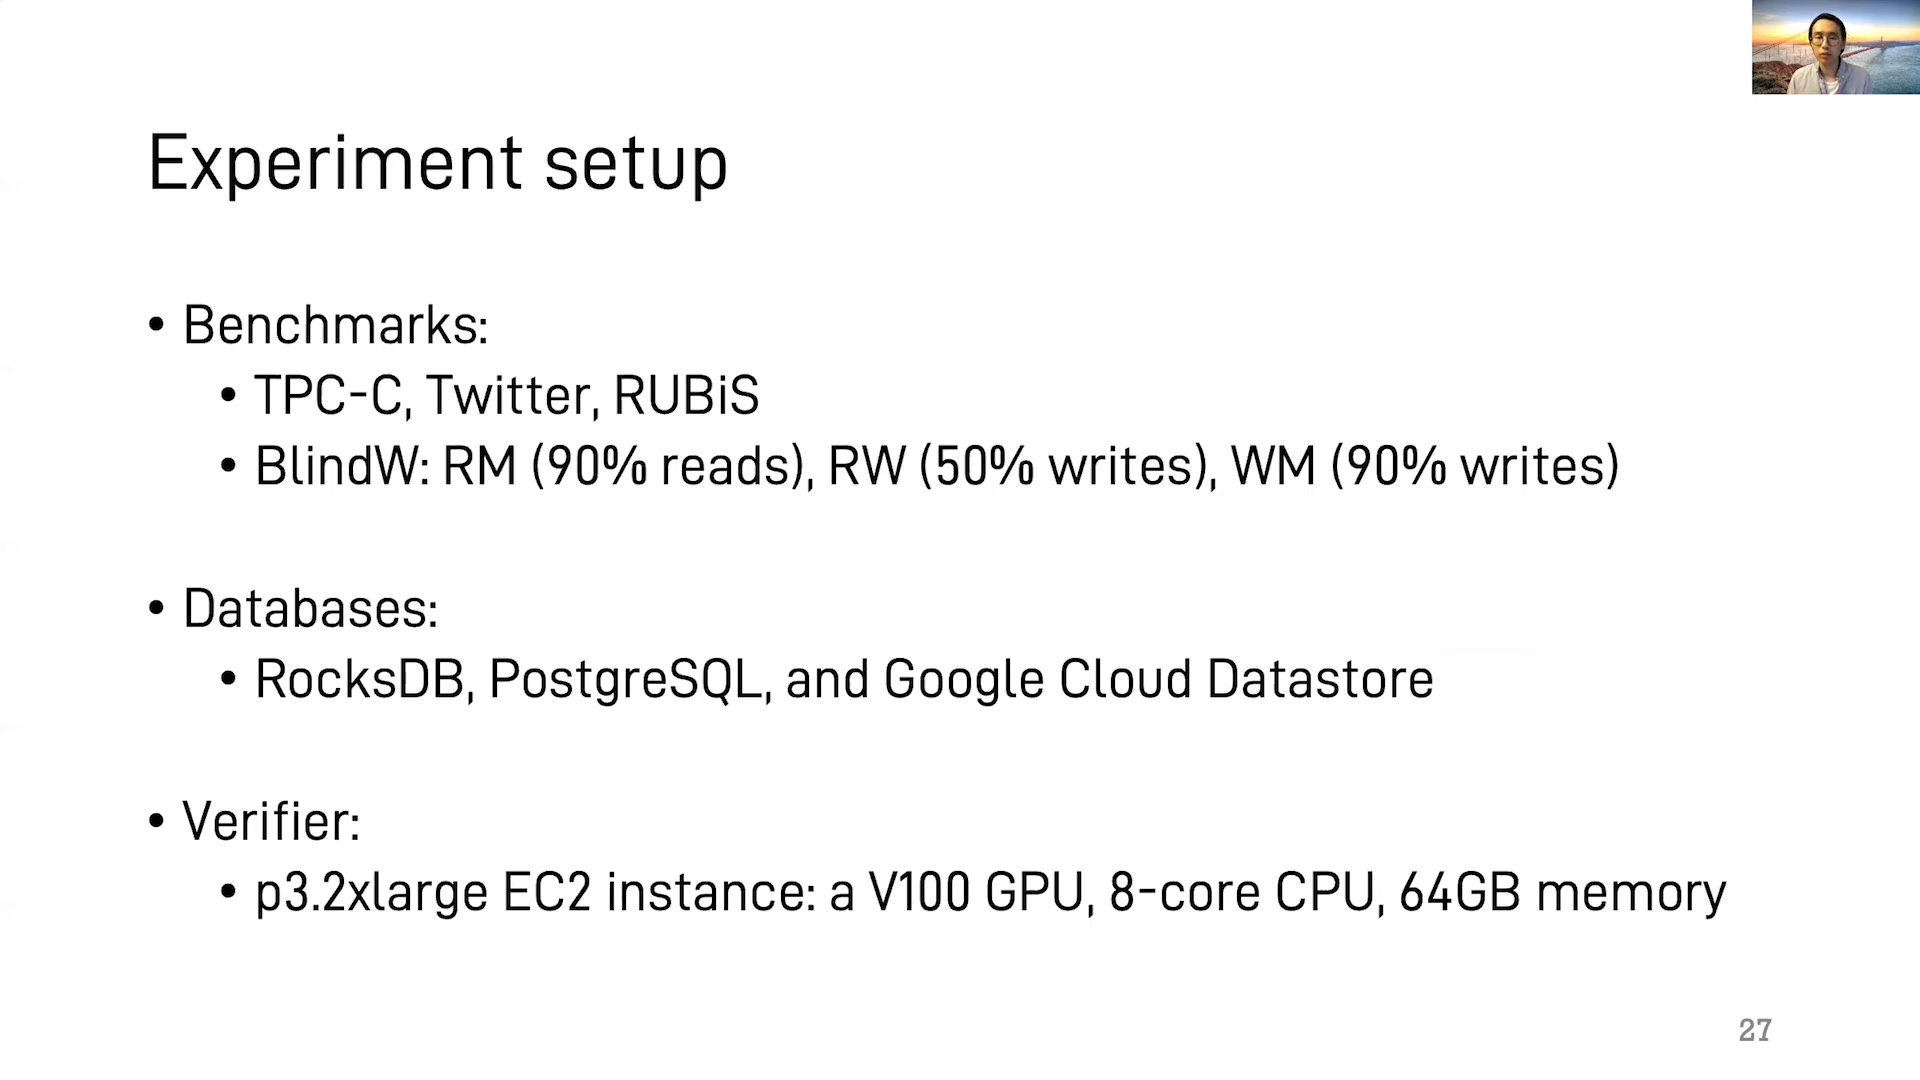 Experiment setup
• Benchmarks:
• TPC-C, Twitter, RUBiS
• BlindW: RM (90% reads), RW (50% writes), WM (90% writes)
• Databases:
• RocksDB, PostgreSQL, and Google Cloud Datastore
• Verifier:
• p3.2xlarge EC2 instance: a V100 GPU, 8-core CPU, 64GB memory
27